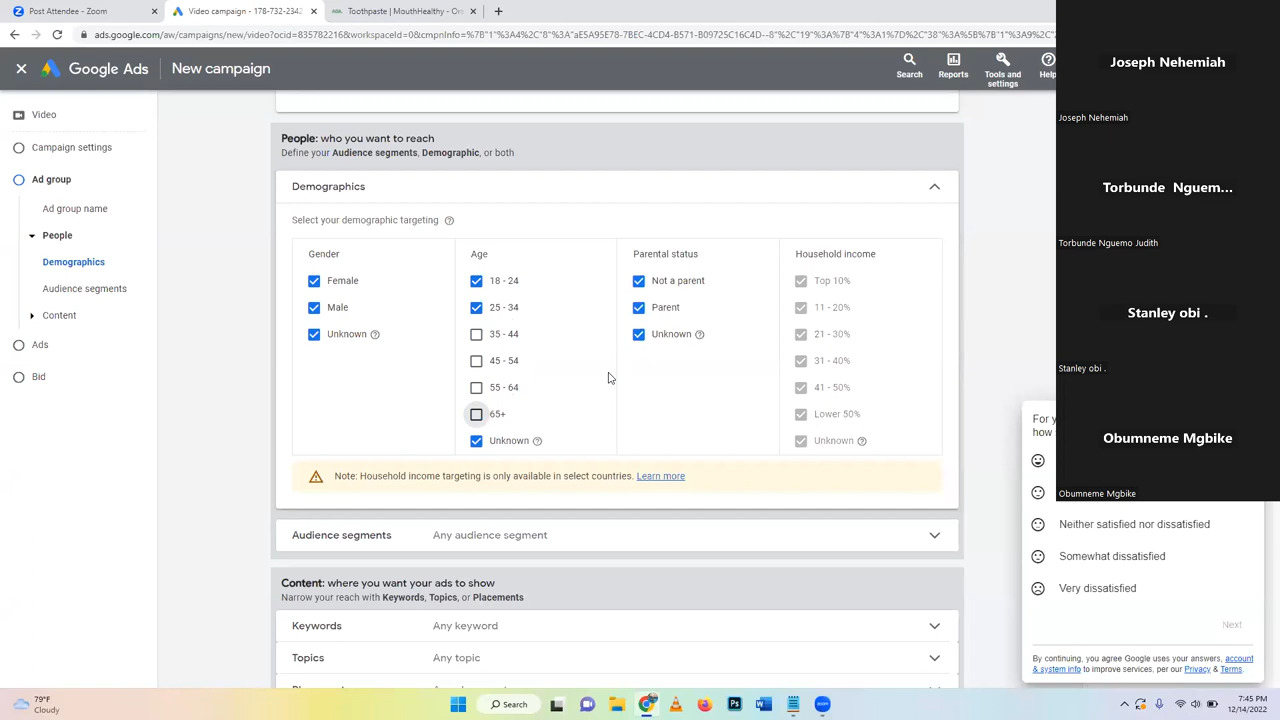 Post Attendee - Zoom
Video campaign - 178-732-2342
Toothpaste | MouthHealthy - Or
ads.google.com/aw/campaigns/new/video?ocid=835782216&workspaceId=0&cmpnInfo=%7B"1"%3A4%2C"8"%3A"aE5A95E8-7BEC-4CD4-B571-B09725C16C4D--8"%2C"19"%3A%7B"4"%3A1%7D%2C"38"%3A%5B%7B"1"%3A9%2C"
Google Ads
New campaign
Search
Reports
Tools and settings
Help
Video
Campaign settings
Ad group
Ad group name
People
Demographics
Audience segments
Content
Ads
Bid
People: who you want to reach
Define your Audience segments, Demographic, or both
Demographics
Select your demographic targeting
Gender
Female
Male
Unknown
Age
18 - 24
25 - 34
35 - 44
45 - 54
55 - 64
65+
Unknown
Parental status
Not a parent
Parent
Unknown
Household income
Top 10%
11 - 20%
21 - 30%
31 - 40%
41 - 50%
Lower 50%
Unknown
Note: Household income targeting is only available in select countries. Learn more
Audience segments Any audience segment
Content: where you want your ads to show
Narrow your reach with Keywords, Topics, or Placements
Keywords Any keyword
Topics Any topic
Joseph Nehemiah
Joseph Nehemiah
Torbunde Nguem...
Torbunde Nguemo Judith
Stanley obi .
Stanley obi .
Obumneme Mgbike
Obumneme Mgbike
For y
how
Neither satisfied nor dissatisfied
Somewhat dissatisfied
Very dissatisfied
Next
By continuing, you agree Google uses your answers, account
& system info to improve services, per our Privacy & Terms.
79°F
Cloudy
Search
7:45 PM
12/14/2022